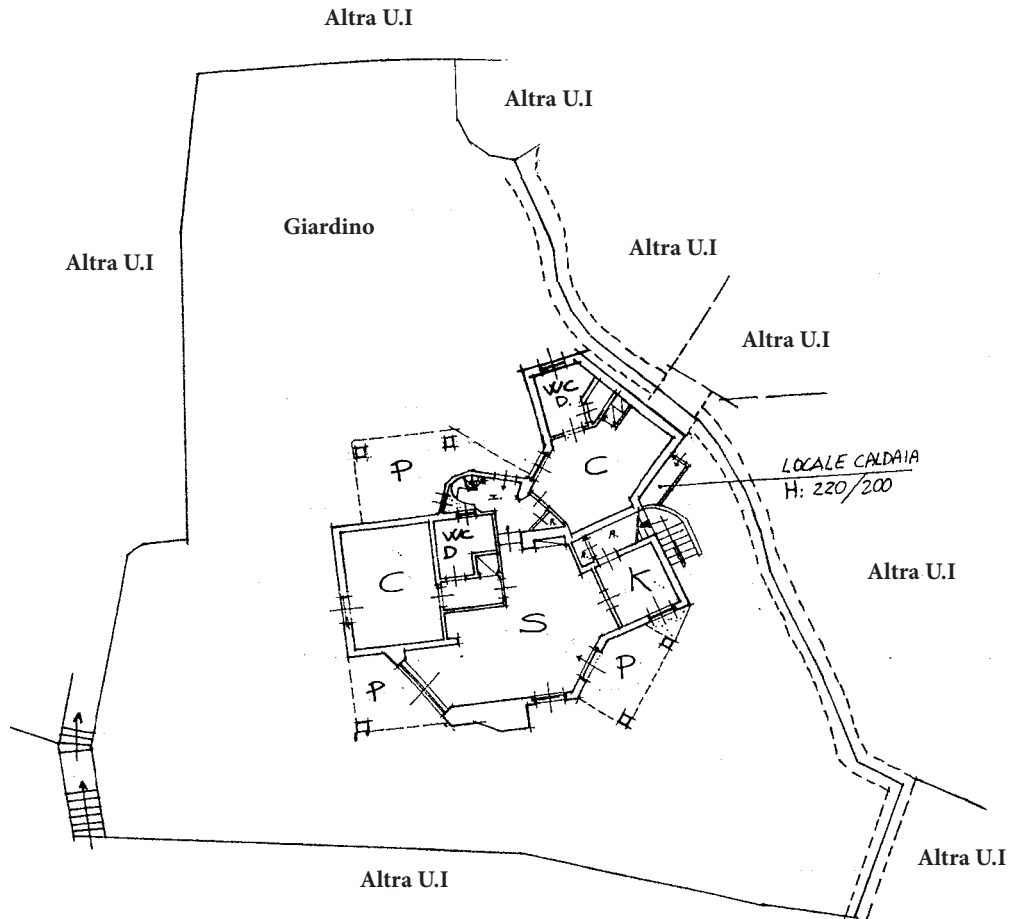 Altra U.I
Altra U.I
Giardino
Altra U.I
Altra U.I
Altra U.I
WC
D.
P
C
LOCALE CALDAIA
H: 220/200
I
R.
WC
D
R.
R.
C
K
Altra U.I
S
P
P
Altra U.I
Altra U.I